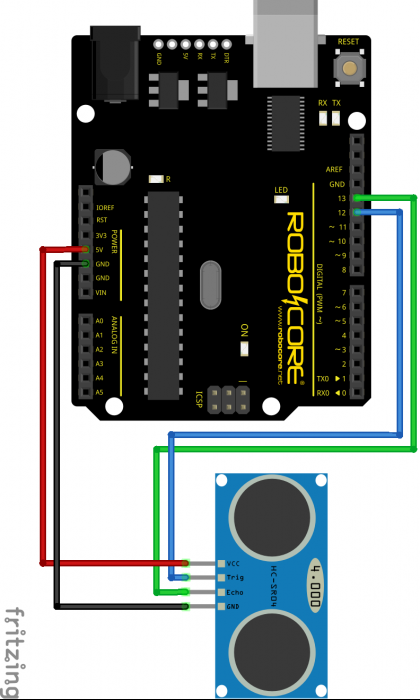 RESET
GND
5V
RX
TX
DTR
RX TX
R
LED
AREF
GND
13
12
~ 11
~ 10
~ 9
8
7
~ 6
~ 5
4
~ 3
2
TX0 ▶ 1
RX0 ◀ 0
DIGITAL (PWM ~)
ROBOCORE
®
www.robocore.net
IOREF
RST
3V3
5V
GND
GND
VIN
POWER
A0
A1
A2
A3
A4
A5
ANALOG IN
ON
ICSP
1
VCC
Trig
Echo
GND
HC-SR04
4.000
fritzing